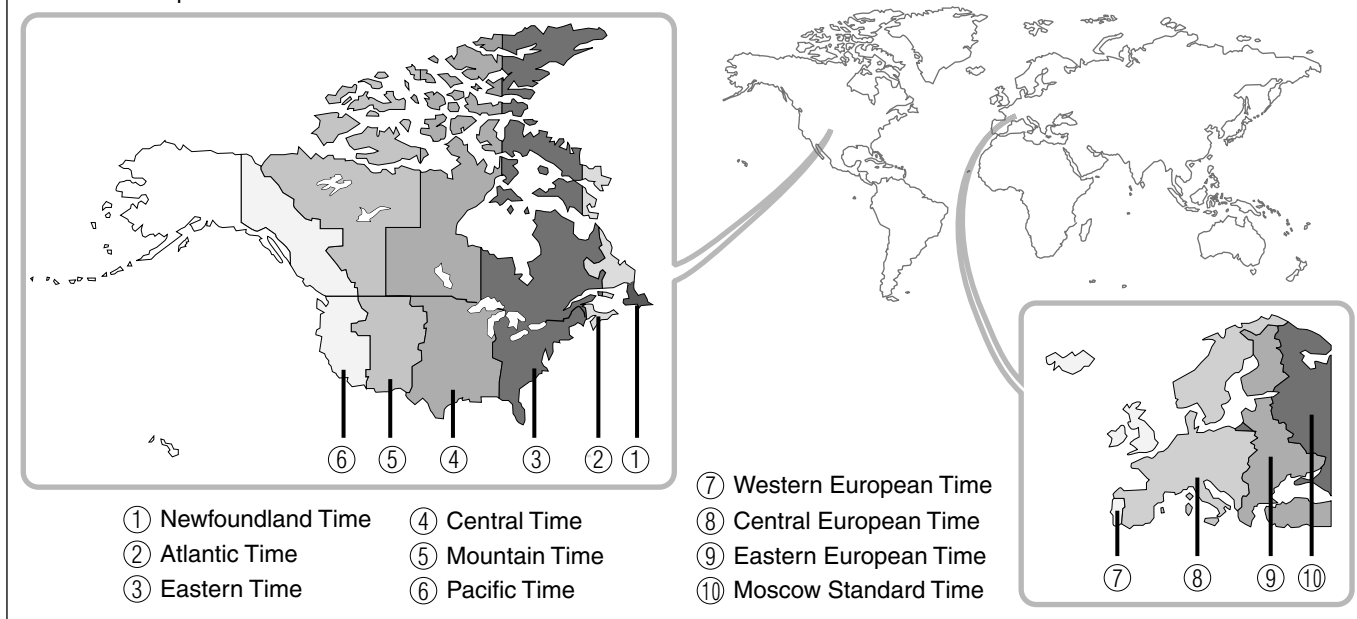 ⑥ ⑤ ④ ③ ② ①
① Newfoundland Time
② Atlantic Time
③ Eastern Time
④ Central Time
⑤ Mountain Time
⑥ Pacific Time
⑦ Western European Time
⑧ Central European Time
⑨ Eastern European Time
⑩ Moscow Standard Time
⑦ ⑧ ⑨ ⑩